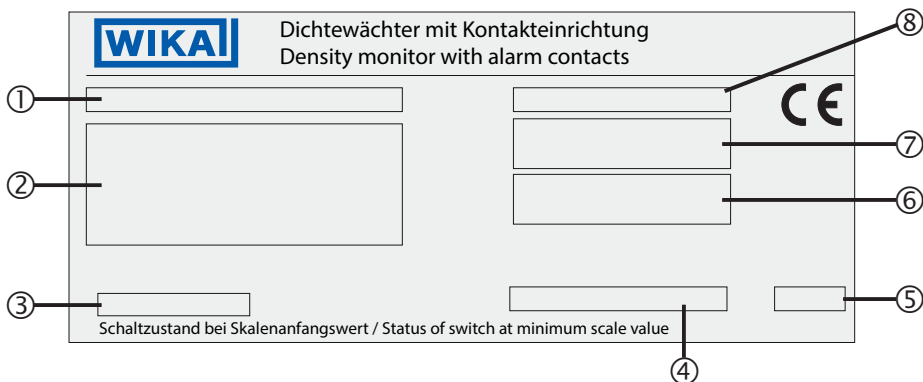 WIKA
Dichtewächter mit Kontakteinrichtung
Density monitor with alarm contacts
⑧
①
CE
⑦
②
⑥
③
⑤
Schaltzustand bei Skalenanfangswert / Status of switch at minimum scale value
④